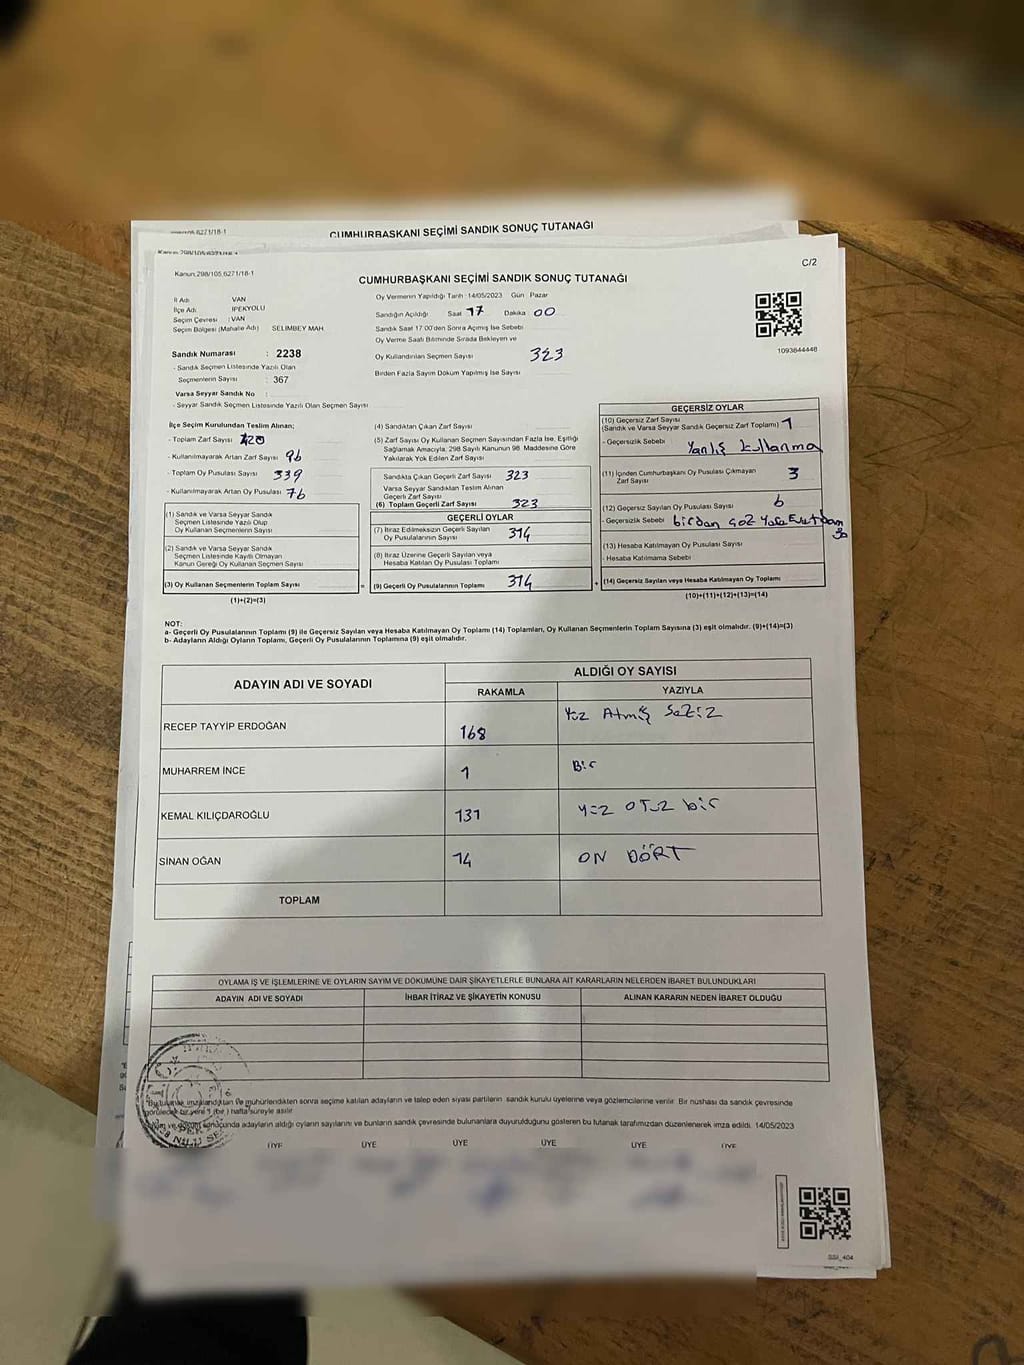 CUMHURBAŞKANI SEÇİMİ SANDIK SONUÇ TUTANAĞI
C/2
Kanun:298/105,6271/18-1
CUMHURBAŞKANI SEÇİMİ SANDIK SONUÇ TUTANAĞI
İl Adı : VAN
İlçe Adı : İPEKYOLU
Seçim Çevresi : VAN
Seçim Bölgesi (Mahalle Adı) SELİMBEY MAH.
Oy Vermenin Yapıldığı Tarih :14/05/2023 Gün : Pazar
Sandığın Açıldığı Saat 17 Dakika 00
Sandık Saat 17:00'den Sonra Açılmış İse Sebebi
Oy Verme Saati Bitiminde Sırada Bekleyen ve
Oy Kullandırılan Seçmen Sayısı 323
Birden Fazla Sayım Döküm Yapılmış İse Sayısı
1093844448
Sandık Numarası : 2238
- Sandık Seçmen Listesinde Yazılı Olan
Seçmenlerin Sayısı : 367
Varsa Seyyar Sandık No :
- Seyyar Sandık Seçmen Listesinde Yazılı Olan Seçmen Sayısı
İlçe Seçim Kurulundan Teslim Alınan;
- Toplam Zarf Sayısı 420
- Kullanılmayarak Artan Zarf Sayısı 96
- Toplam Oy Pusulası Sayısı 339
- Kullanılmayarak Artan Oy Pusulası 76
(1) Sandık ve Varsa Seyyar Sandık
Seçmen Listesinde Yazılı Olup
Oy Kullanan Seçmenlerin Sayısı
(2) Sandık ve Varsa Seyyar Sandık
Seçmen Listesinde Kayıtlı Olmayan
Kanun Gereği Oy Kullanan Seçmen Sayısı
(3) Oy Kullanan Seçmenlerin Toplam Sayısı
(1)+(2)=(3)
(4) Sandıktan Çıkan Zarf Sayısı
(5) Zarf Sayısı Oy Kullanan Seçmen Sayısından Fazla İse, Eşitliği
Sağlamak Amacıyla, 298 Sayılı Kanunun 98. Maddesine Göre
Yakılarak Yok Edilen Zarf Sayısı
Sandıkta Çıkan Geçerli Zarf Sayısı 323
Varsa Seyyar Sandıktan Teslim Alınan
Geçerli Zarf Sayısı
(6) Toplam Geçerli Zarf Sayısı 323
GEÇERLİ OYLAR
(7) İtiraz Edilmeksizin Geçerli Sayılan
Oy Pusulalarının Sayısı 314
(8) İtiraz Üzerine Geçerli Sayılan veya
Hesaba Katılan Oy Pusulası Toplamı
= (9) Geçerli Oy Pusulalarının Toplamı 314 +
GEÇERSİZ OYLAR
(10) Geçersiz Zarf Sayısı
(Sandık ve Varsa Seyyar Sandık Geçersiz Zarf Toplamı) 1
- Geçersizlik Sebebi Yanlış kullanma
(11) İçinden Cumhurbaşkanı Oy Pusulası Çıkmayan
Zarf Sayısı 3
(12) Geçersiz Sayılan Oy Pusulası Sayısı 6
- Geçersizlik Sebebi birdan
(13) Hesaba Katılmayan Oy Pusulası Sayısı
- Hesaba Katılmama Sebebi
(14) Geçersiz Sayılan veya Hesaba Katılmayan Oy Toplamı
(10)+(11)+(12)+(13)=(14)
NOT:
a- Geçerli Oy Pusulalarının Toplamı (9) ile Geçersiz Sayılan veya Hesaba Katılmayan Oy Toplamı (14) Toplamları, Oy Kullanan Seçmenlerin Toplam Sayısına (3) eşit olmalıdır. (9)+(14)=(3)
b- Adayların Aldığı Oyların Toplamı, Geçerli Oy Pusulalarının Toplamına (9) eşit olmalıdır.
ADAYIN ADI VE SOYADI
ALDIĞI OY SAYISI
RAKAMLA YAZIYLA
RECEP TAYYİP ERDOĞAN 168 Yüz Atmış Sekiz
MUHARREM İNCE 1 Bir
KEMAL KILIÇDAROĞLU 131 Yüz OTuz bir
SİNAN OĞAN 14 ON DÖRT
TOPLAM
OYLAMA İŞ VE İŞLEMLERİNE VE OYLARIN SAYIM VE DÖKÜMÜNE DAİR ŞİKAYETLERLE BUNLARA AİT KARARLARIN NELERDEN İBARET BULUNDUKLARI
ADAYIN ADI VE SOYADI İHBAR İTİRAZ VE ŞİKAYETİN KONUSU ALINAN KARARIN NEDEN İBARET OLDUĞU
*Bu tutanak imzalandıktan ve mühürlendikten sonra seçime katılan adayların ve talep eden siyasi partilerin sandık kurulu üyelerine veya gözlemcilerine verilir. Bir nüshası da sandık çevresinde
görülecek bir yere 1 (bir) hafta süreyle asılır.
sonucunda adayların aldığı oyların sayılarını ve bunların sandık çevresinde bulunanlara duyurulduğunu gösteren bu tutanak tarafımızdan düzenlenerek imza edildi. 14/05/2023
ÜYE ÜYE ÜYE ÜYE ÜYE ÜYE
SSİ_404